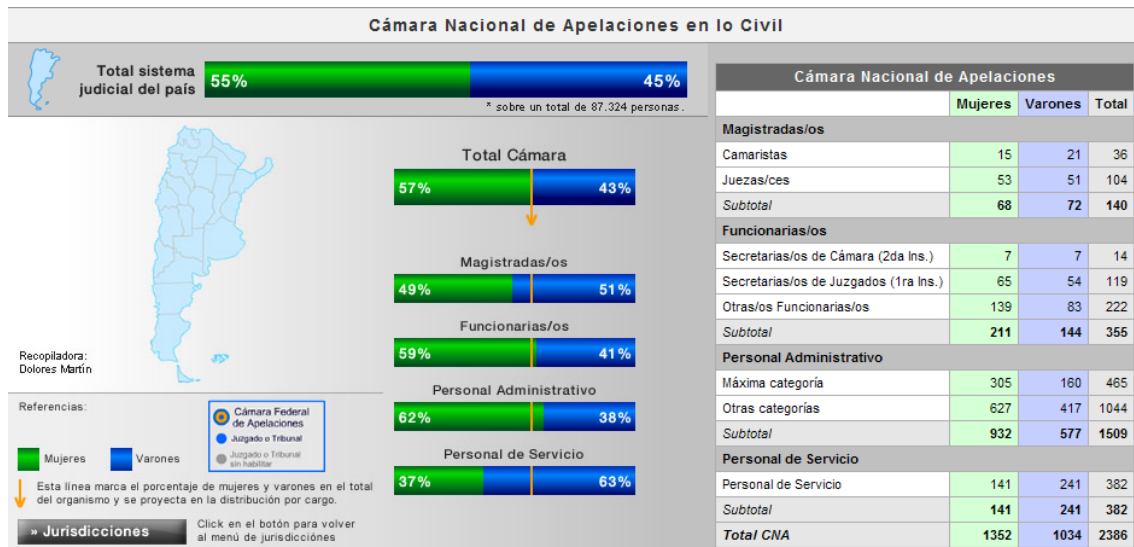 Cámara Nacional de Apelaciones en lo Civil
Total sistema
judicial del país
55% 45%
* sobre un total de 87.324 personas.
Total Cámara
57% 43%
Magistradas/os
49% 51%
Funcionarias/os
59% 41%
Personal Administrativo
62% 38%
Personal de Servicio
37% 63%
Recopiladora:
Dolores Martín
Referencias:
Mujeres Varones
Cámara Federal
de Apelaciones
Juzgado o Tribunal
Juzgado o Tribunal
sin habilitar
Esta línea marca el porcentaje de mujeres y varones en el total
del organismo y se proyecta en la distribución por cargo.
» Jurisdicciones
Click en el botón para volver
al menú de jurisdicciónes
Cámara Nacional de Apelaciones
Mujeres Varones Total
Magistradas/os
Camaristas 15 21 36
Juezas/ces 53 51 104
Subtotal 68 72 140
Funcionarias/os
Secretarias/os de Cámara (2da Ins.) 7 7 14
Secretarias/os de Juzgados (1ra Ins.) 65 54 119
Otras/os Funcionarias/os 139 83 222
Subtotal 211 144 355
Personal Administrativo
Máxima categoría 305 160 465
Otras categorías 627 417 1044
Subtotal 932 577 1509
Personal de Servicio
Personal de Servicio 141 241 382
Subtotal 141 241 382
Total CNA 1352 1034 2386